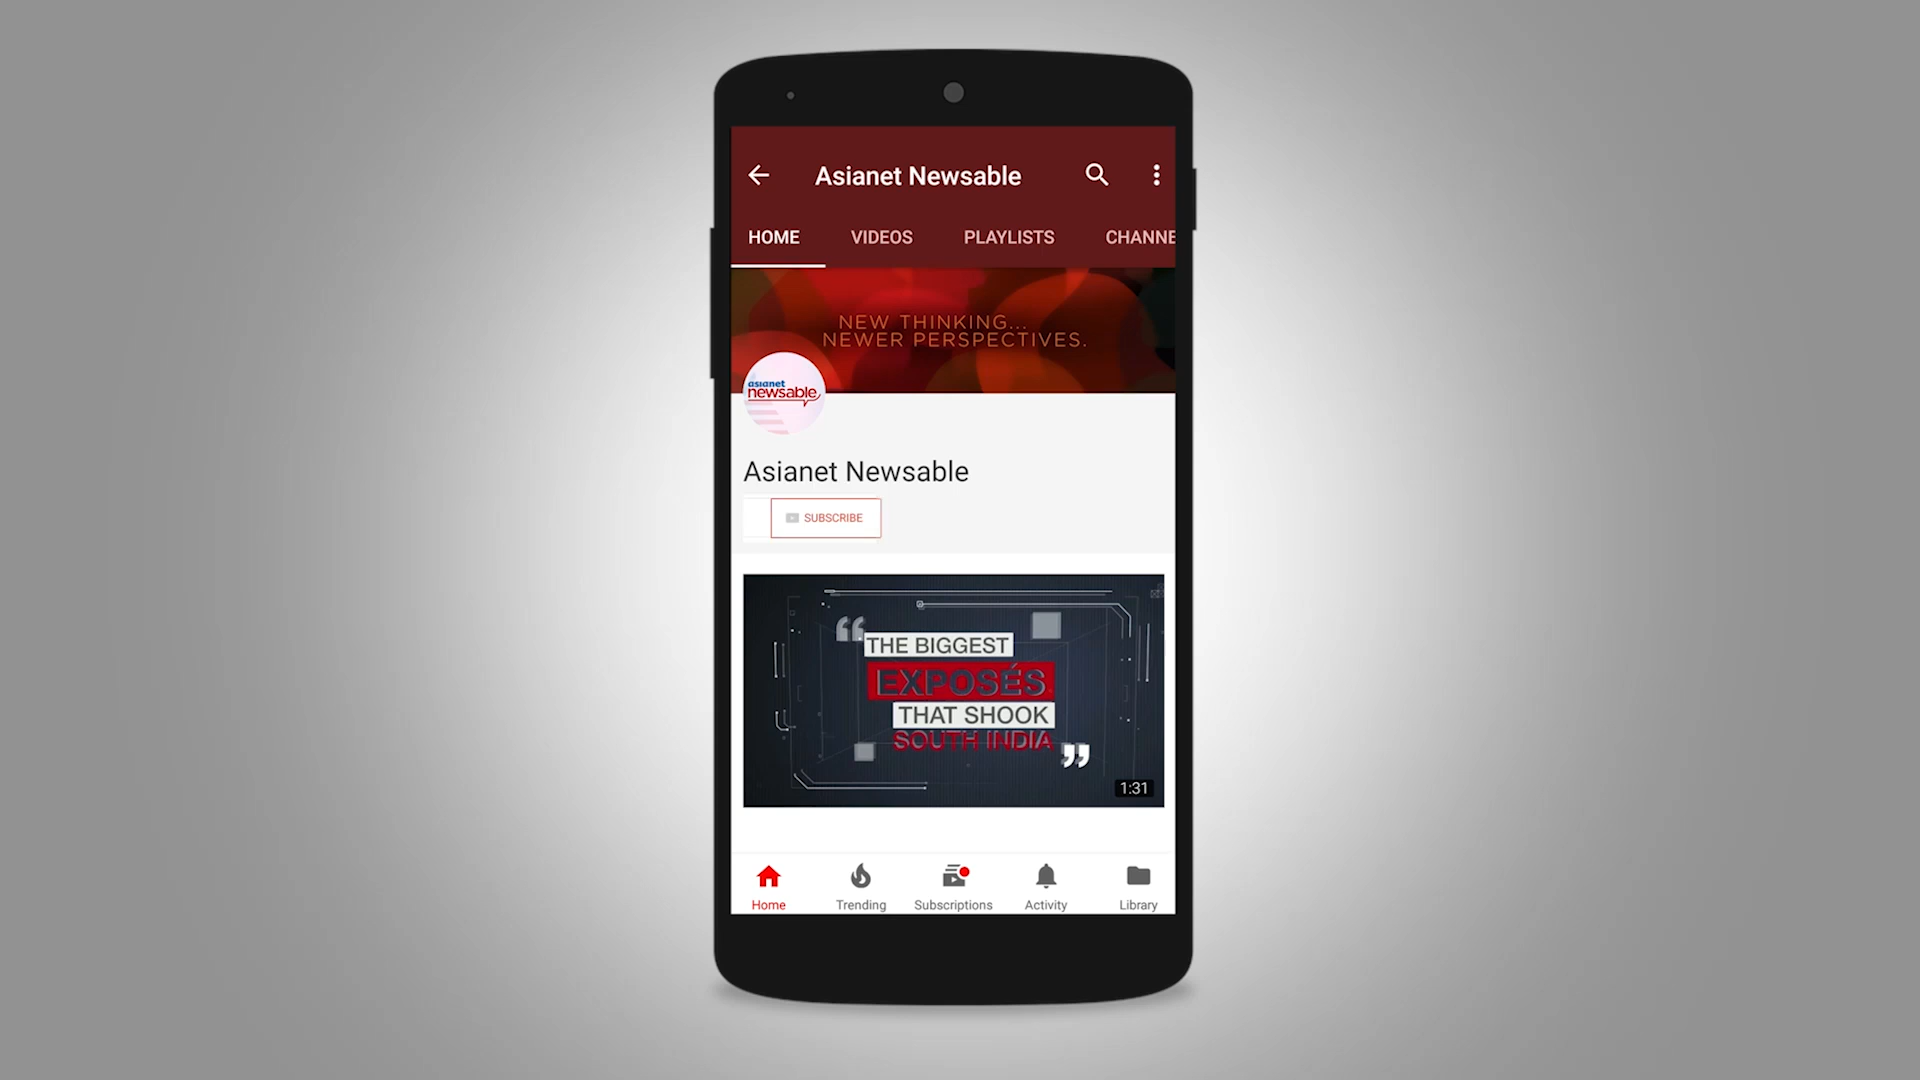 Asianet Newsable
HOME VIDEOS PLAYLISTS CHANNE
NEW THINKING...
NEWER PERSPECTIVES.
asianet
newsable
Asianet Newsable
SUBSCRIBE
“THE BIGGEST
EXPOSÉS
THAT SHOOK
SOUTH INDIA”
1:31
Home Trending Subscriptions Activity Library